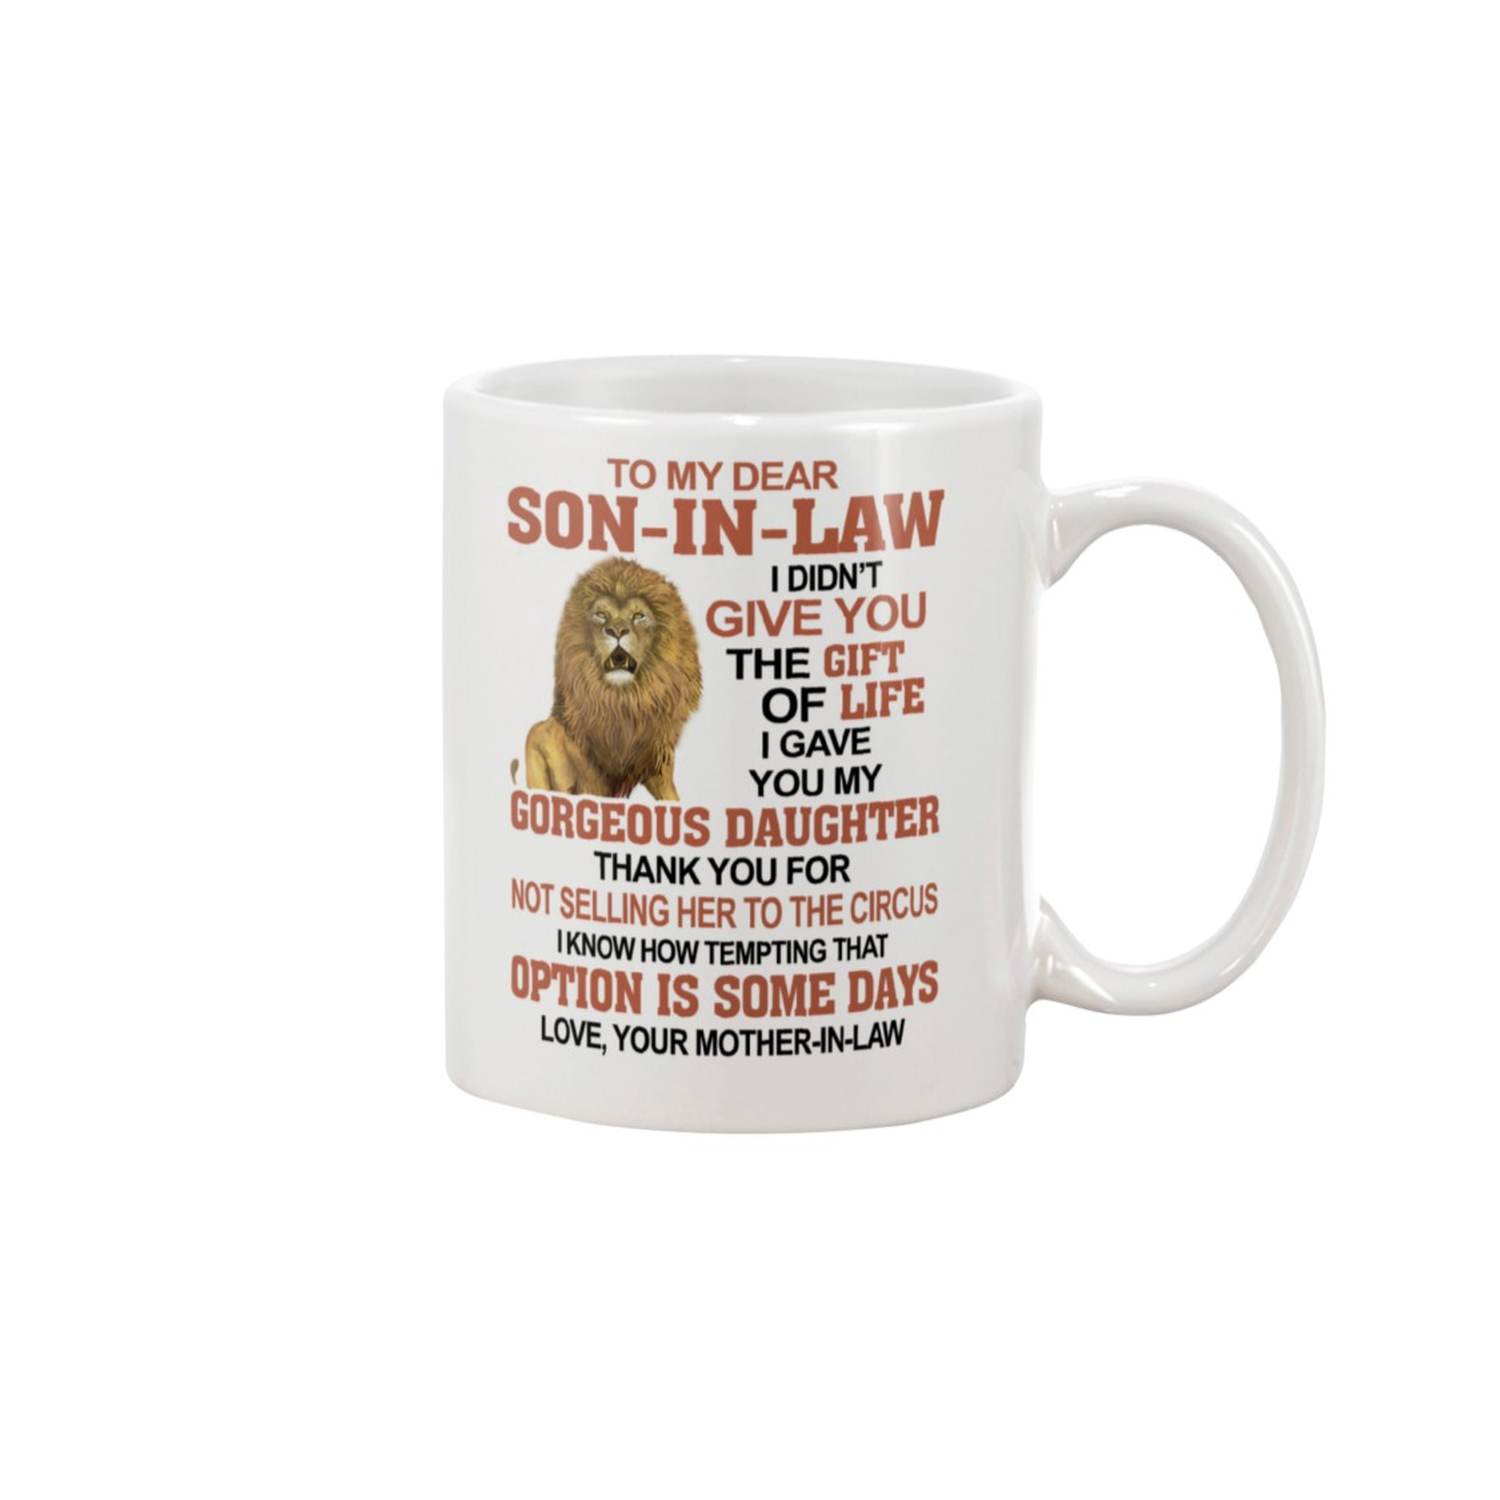 TO MY DEAR
SON-IN-LAW
I DIDN'T
GIVE YOU
THE GIFT
OF LIFE
I GAVE
YOU MY
GORGEOUS DAUGHTER
THANK YOU FOR
NOT SELLING HER TO THE CIRCUS
I KNOW HOW TEMPTING THAT
OPTION IS SOME DAYS
LOVE, YOUR MOTHER-IN-LAW